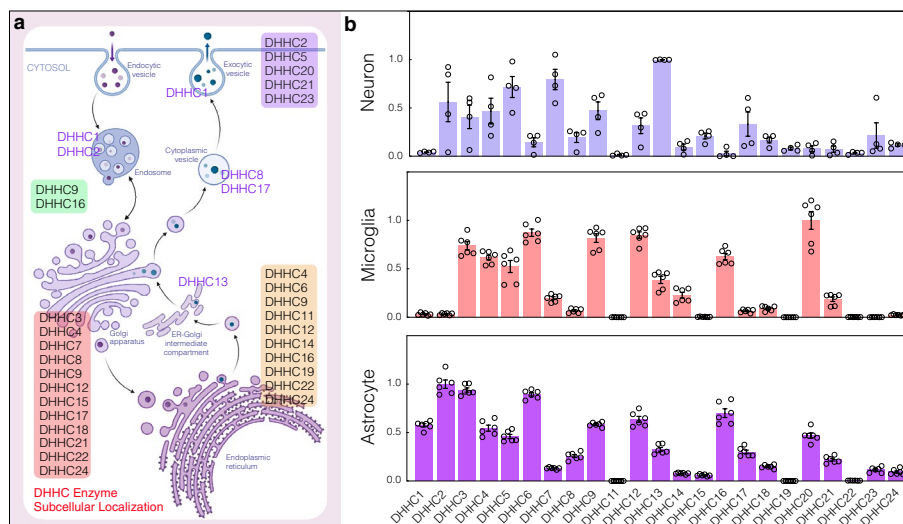 a
CYTOSOL
Endocytic
vesicle
Exocytic
vesicle
DHHC1
DHHC2
DHHC5
DHHC20
DHHC21
DHHC23
DHHC1
DHHC2
Endosome
Cytoplasmic
vesicle
DHHC8
DHHC17
DHHC9
DHHC16
DHHC13
Golgi
apparatus
ER-Golgi
intermediate
compartment
DHHC3
DHHC4
DHHC7
DHHC8
DHHC9
DHHC12
DHHC15
DHHC17
DHHC18
DHHC21
DHHC22
DHHC24
DHHC4
DHHC6
DHHC9
DHHC11
DHHC12
DHHC14
DHHC16
DHHC19
DHHC22
DHHC24
Endoplasmic
reticulum
DHHC Enzyme
Subcellular Localization
b
Neuron
1.0
0.5
0.0
Microglia
1.0
0.5
0.0
Astrocyte
1.0
0.5
0.0
DHHC1
DHHC2
DHHC3
DHHC4
DHHC5
DHHC6
DHHC7
DHHC8
DHHC9
DHHC11
DHHC12
DHHC13
DHHC14
DHHC15
DHHC16
DHHC17
DHHC18
DHHC19
DHHC20
DHHC21
DHHC22
DHHC23
DHHC24